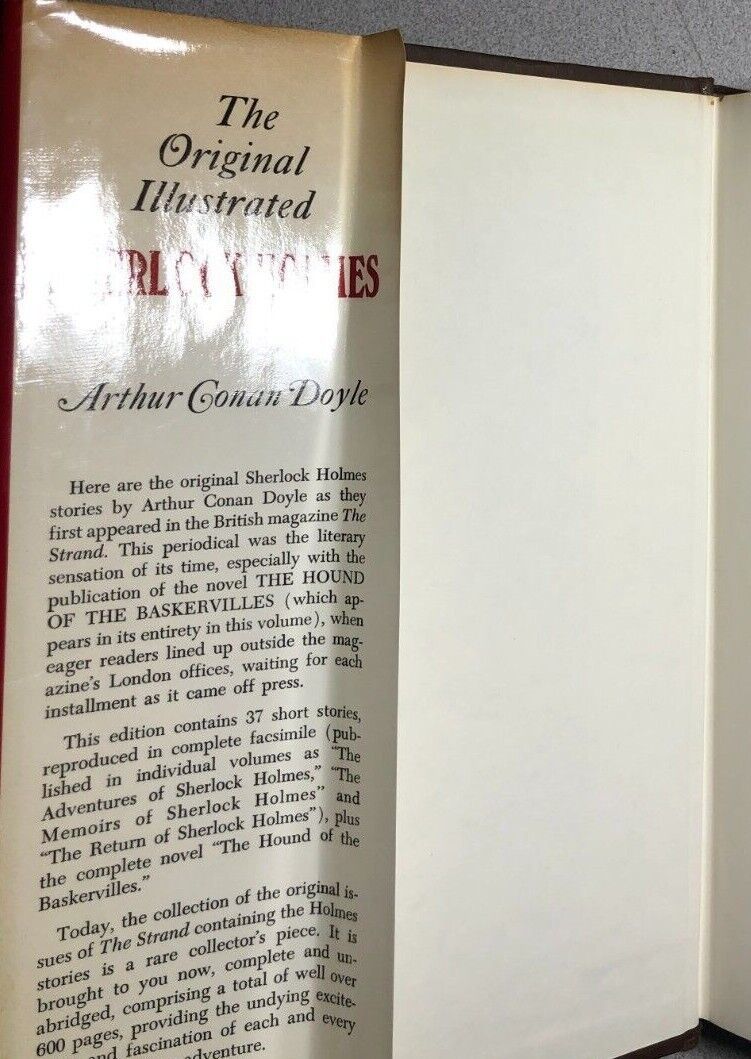 The
Original
Illustrated
SHERLOCK HOLMES
Arthur Conan Doyle
Here are the original Sherlock Holmes
stories by Arthur Conan Doyle as they
first appeared in the British magazine The
Strand. This periodical was the literary
sensation of its time, especially with the
publication of the novel THE HOUND
OF THE BASKERVILLES (which ap-
pears in its entirety in this volume), when
eager readers lined up outside the mag-
azine's London offices, waiting for each
installment as it came off press.
This edition contains 37 short stories,
reproduced in complete facsimile (pub-
lished in individual volumes as "The
Adventures of Sherlock Holmes," "The
Memoirs of Sherlock Holmes" and
"The Return of Sherlock Holmes"), plus
the complete novel "The Hound of the
Baskervilles."
Today, the collection of the original is-
sues of The Strand containing the Holmes
stories is a rare collector's piece. It is
brought to you now, complete and un-
abridged, comprising a total of well over
600 pages, providing the undying excite-
and fascination of each and every
adventure.